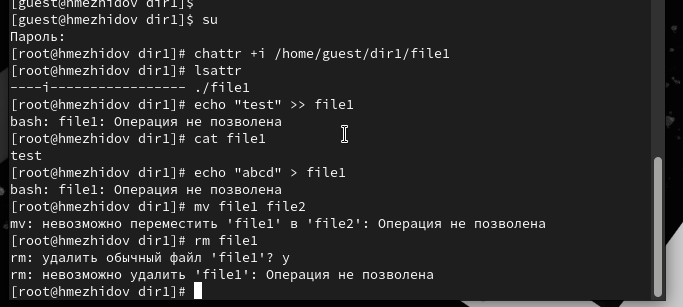 [guest@hmezhidov dir1]$
[guest@hmezhidov dir1]$ su
Пароль:
[root@hmezhidov dir1]# chattr +i /home/guest/dir1/file1
[root@hmezhidov dir1]# lsattr
----i----------------- ./file1
[root@hmezhidov dir1]# echo "test" >> file1
bash: file1: Операция не позволена
[root@hmezhidov dir1]# cat file1
test
[root@hmezhidov dir1]# echo "abcd" > file1
bash: file1: Операция не позволена
[root@hmezhidov dir1]# mv file1 file2
mv: невозможно переместить 'file1' в 'file2': Операция не позволена
[root@hmezhidov dir1]# rm file1
rm: удалить обычный файл 'file1'? y
rm: невозможно удалить 'file1': Операция не позволена
[root@hmezhidov dir1]#